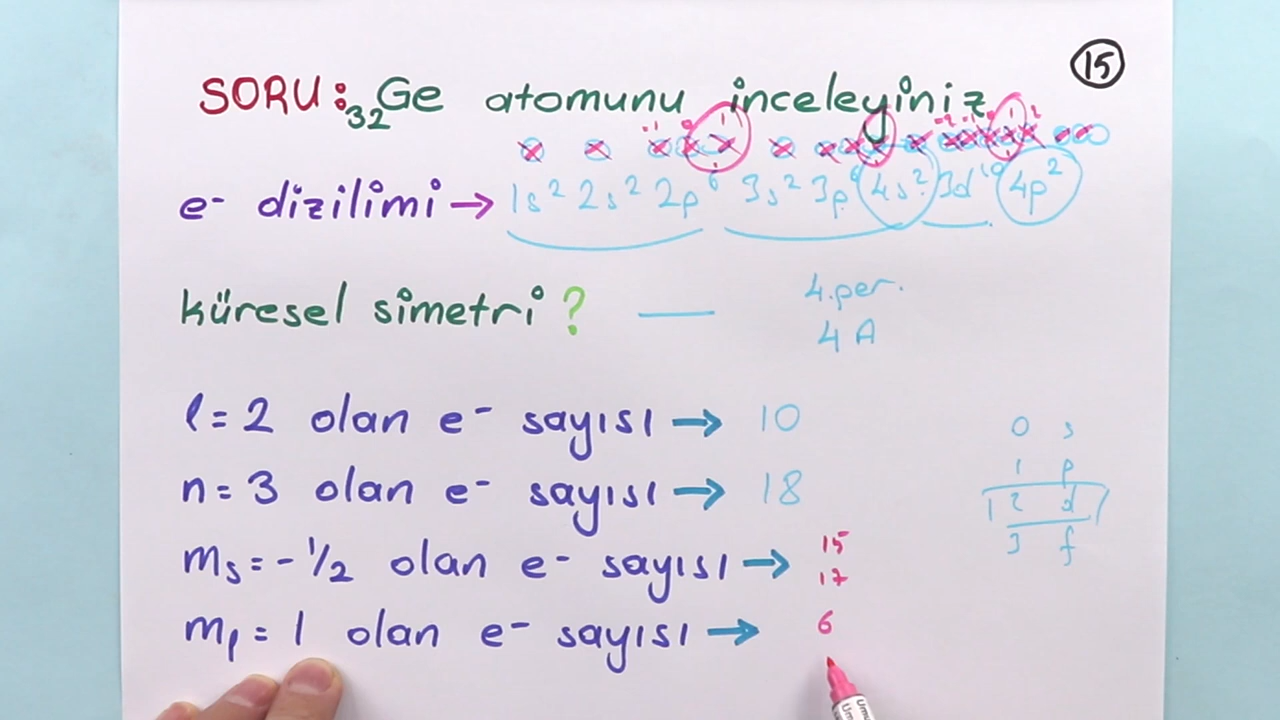 15
SORU: 32Ge atomunu inceleyiniz
e- dizilimi → 1s² 2s² 2p⁶ 3s² 3p⁶ 4s² 3d¹⁰ 4p²
küresel simetri ?
4.per.
4 A
l = 2 olan e- sayısı → 10
n = 3 olan e- sayısı → 18
ms = -1/2 olan e- sayısı → 15
17
ml = 1 olan e- sayısı → 6
0 s
1 p
2 d
3 f